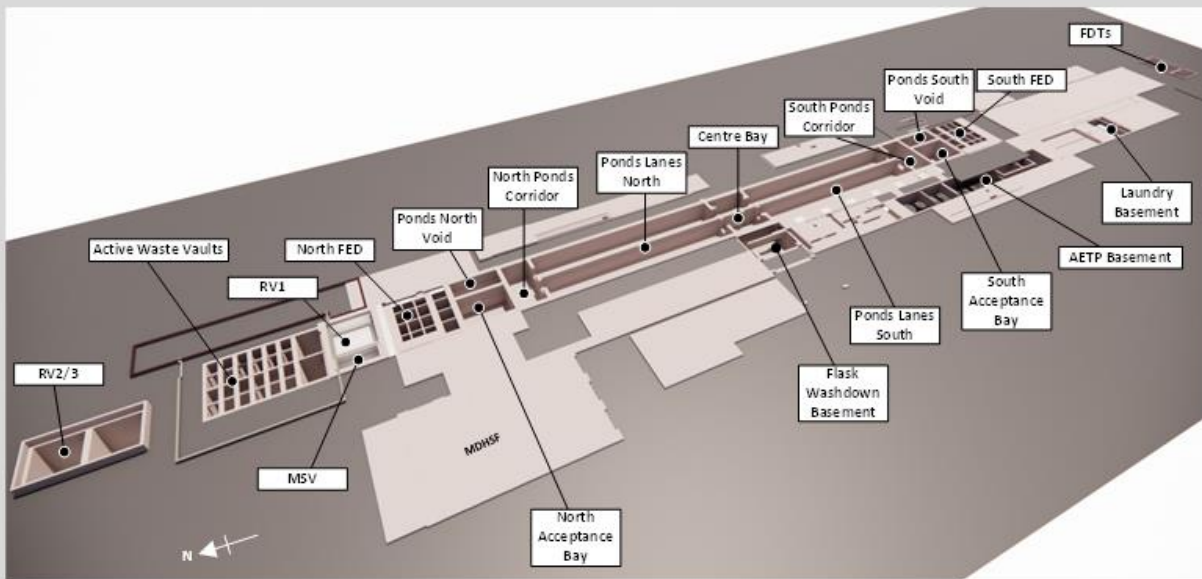 FDTs
Ponds South
Void
South FED
South Ponds
Corridor
Centre Bay
Ponds Lanes
North
North Ponds
Corridor
Ponds North
Void
Laundry
Basement
North FED
Active Waste Vaults
AETP Basement
RV1
South
Acceptance
Bay
Ponds Lanes
South
RV2/3
Flask
Washdown
Basement
MDHSF
MSV
North
Acceptance
Bay
N